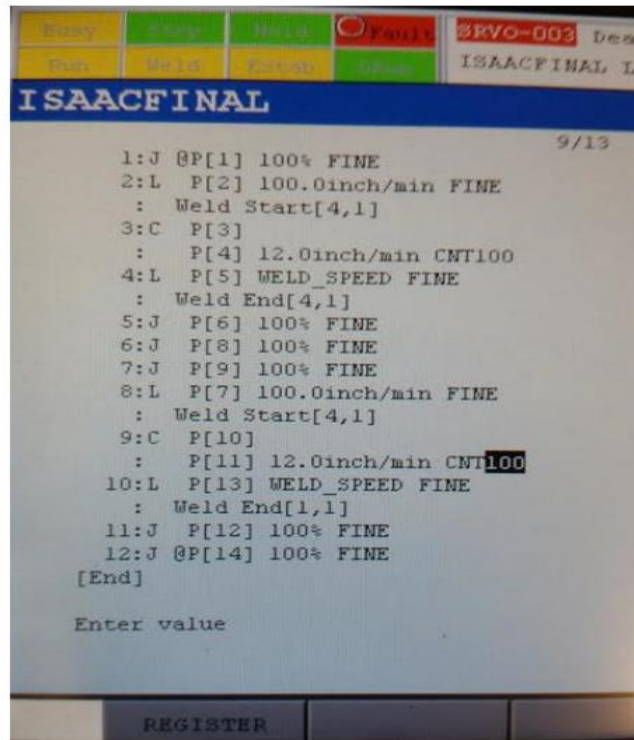 Busy Step Hold Fault SRVO-003 Dea
Run Weld ISAACFINAL L
ISAACFINAL
9/13
1:J @P[1] 100% FINE
2:L P[2] 100.0inch/min FINE
: Weld Start[4,1]
3:C P[3]
: P[4] 12.0inch/min CNT100
4:L P[5] WELD_SPEED FINE
: Weld End[4,1]
5:J P[6] 100% FINE
6:J P[8] 100% FINE
7:J P[9] 100% FINE
8:L P[7] 100.0inch/min FINE
: Weld Start[4,1]
9:C P[10]
: P[11] 12.0inch/min CNT100
10:L P[13] WELD_SPEED FINE
: Weld End[1,1]
11:J P[12] 100% FINE
12:J @P[14] 100% FINE
[End]
Enter value
REGISTER